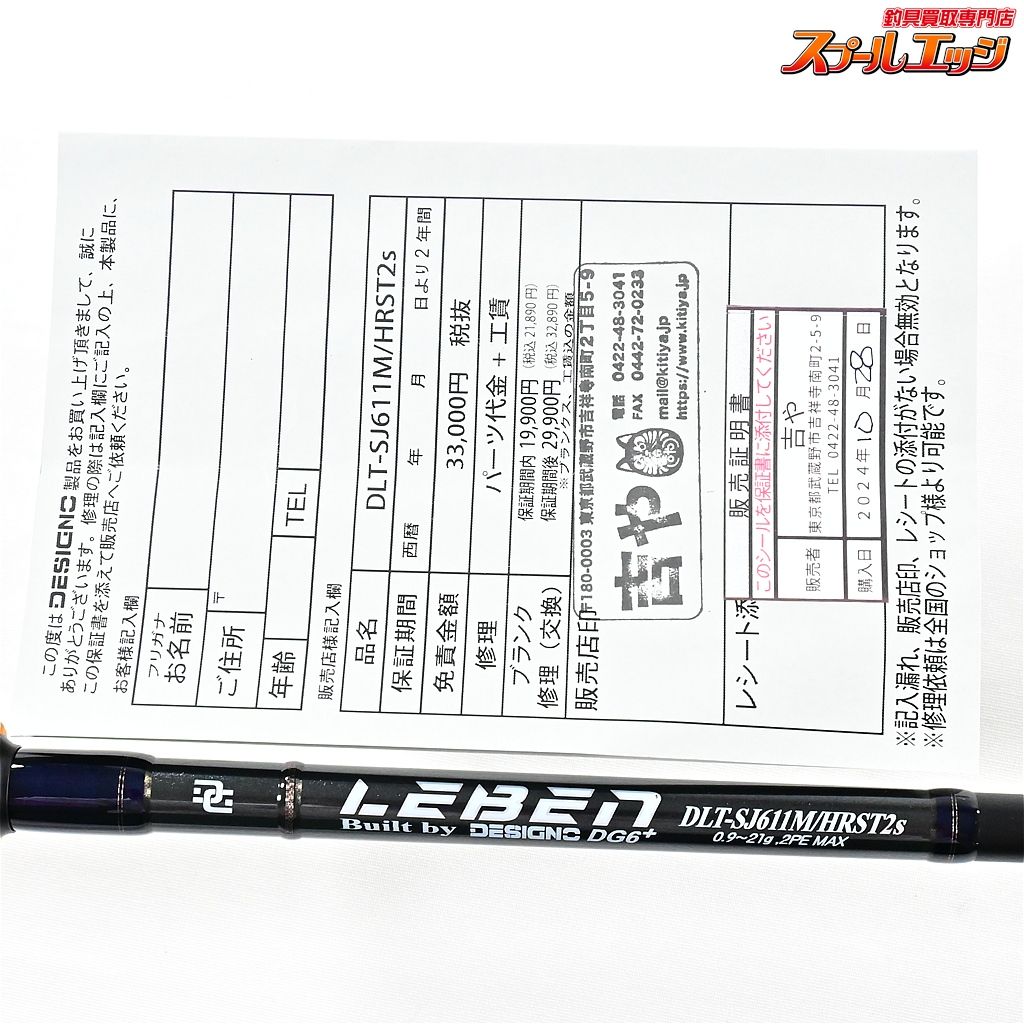 釣具買取専門店
スプールエッジ
この度はDESIGNO製品をお買い上げ頂きまして、誠に
ありがとうございます。修理の際は記入欄にご記入の上、本製品に、
この保証書を添えて販売店へご依頼ください。
お客様記入欄
フリガナ
お名前
ご住所 〒
年齢 TEL
販売店様記入欄
品名 DLT-SJ611M/HRST2s
保証期間 西暦 年 月 日より2年間
免責金額 33,000円 税抜
修理 パーツ代金+工賃
ブランク
修理(交換)
保証期間内 19,900円(税込 21,890円)
保証期間後 29,900円(税込 32,890円)
※ブランクス、工賃込の金額
販売店印
〒180-0003 東京都武蔵野市吉祥寺南町2丁目5-9
吉や
電話 0422-48-3041
FAX 0442-72-0233
mail@kitiya.jp
https://www.kitiya.jp
レシート添
販売証明書
このシールを保証書に添付してください
販売者 吉や
東京都武蔵野市吉祥寺南町2-5-9
TEL 0422-48-3041
購入日 2024年10月28日
※記入漏れ、販売店印、レシートの添付がない場合無効となります。
※修理依頼は全国のショップ様より可能です。
LEBEN
Built by DESIGNO DG6+
DLT-SJ611M/HRST2s
0.9~21g ,2PE MAX